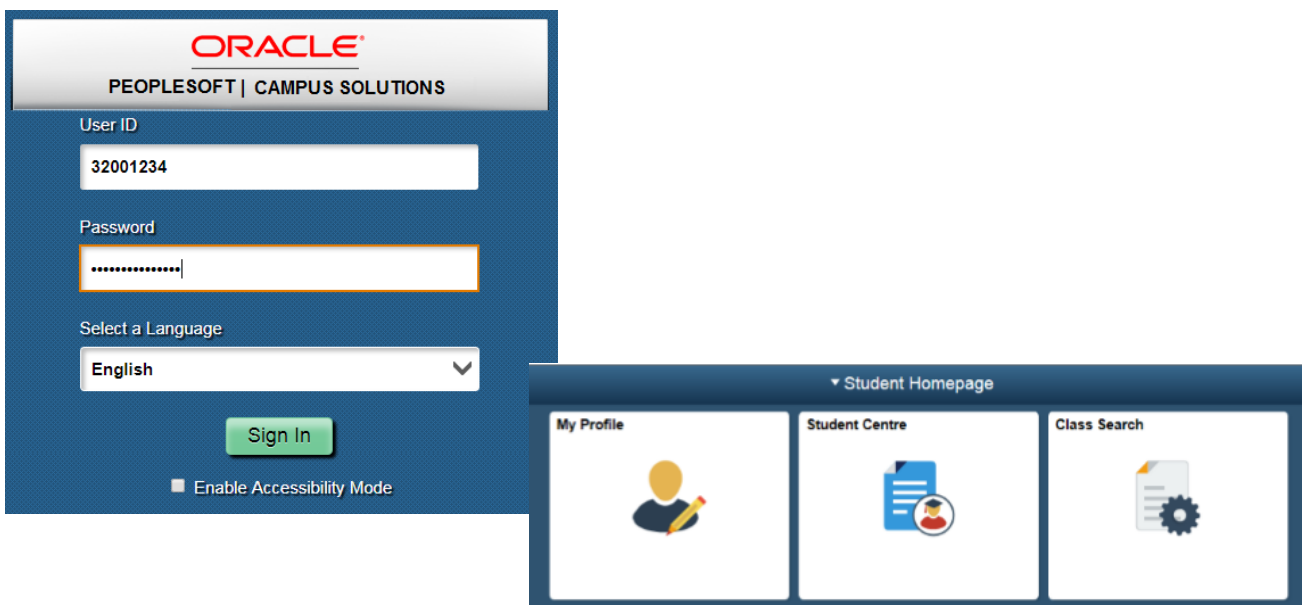 ORACLE
PEOPLESOFT | CAMPUS SOLUTIONS
User ID
32001234
Password
•••••••••••••••
Select a Language
English
Sign In
Enable Accessibility Mode
Student Homepage
My Profile
Student Centre
Class Search